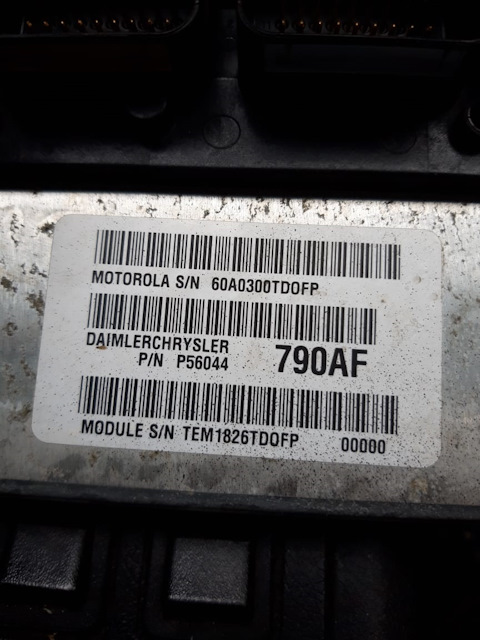 MOTOROLA S/N 60A0300TDOFP
DAIMLERCHRYSLER
P/N P56044 790AF
MODULE S/N TEM1826TDOFP 00000